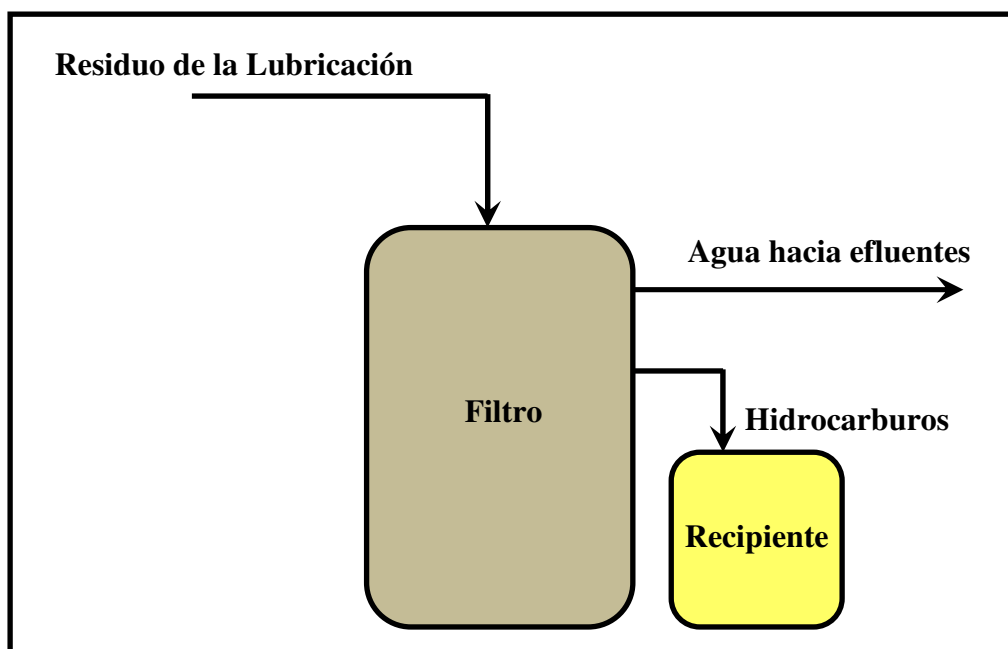 Residuo de la Lubricación
Agua hacia efluentes
Filtro
Hidrocarburos
Recipiente